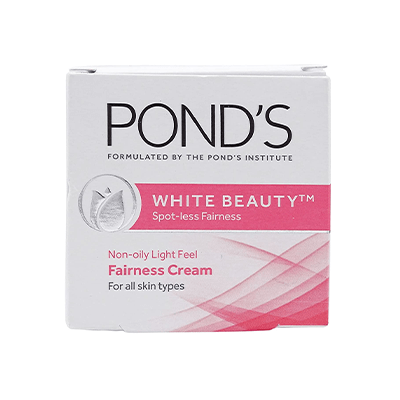 POND'S
FORMULATED BY THE POND'S INSTITUTE
WHITE BEAUTY™
Spot-less Fairness
Non-oily Light Feel
Fairness Cream
For all skin types